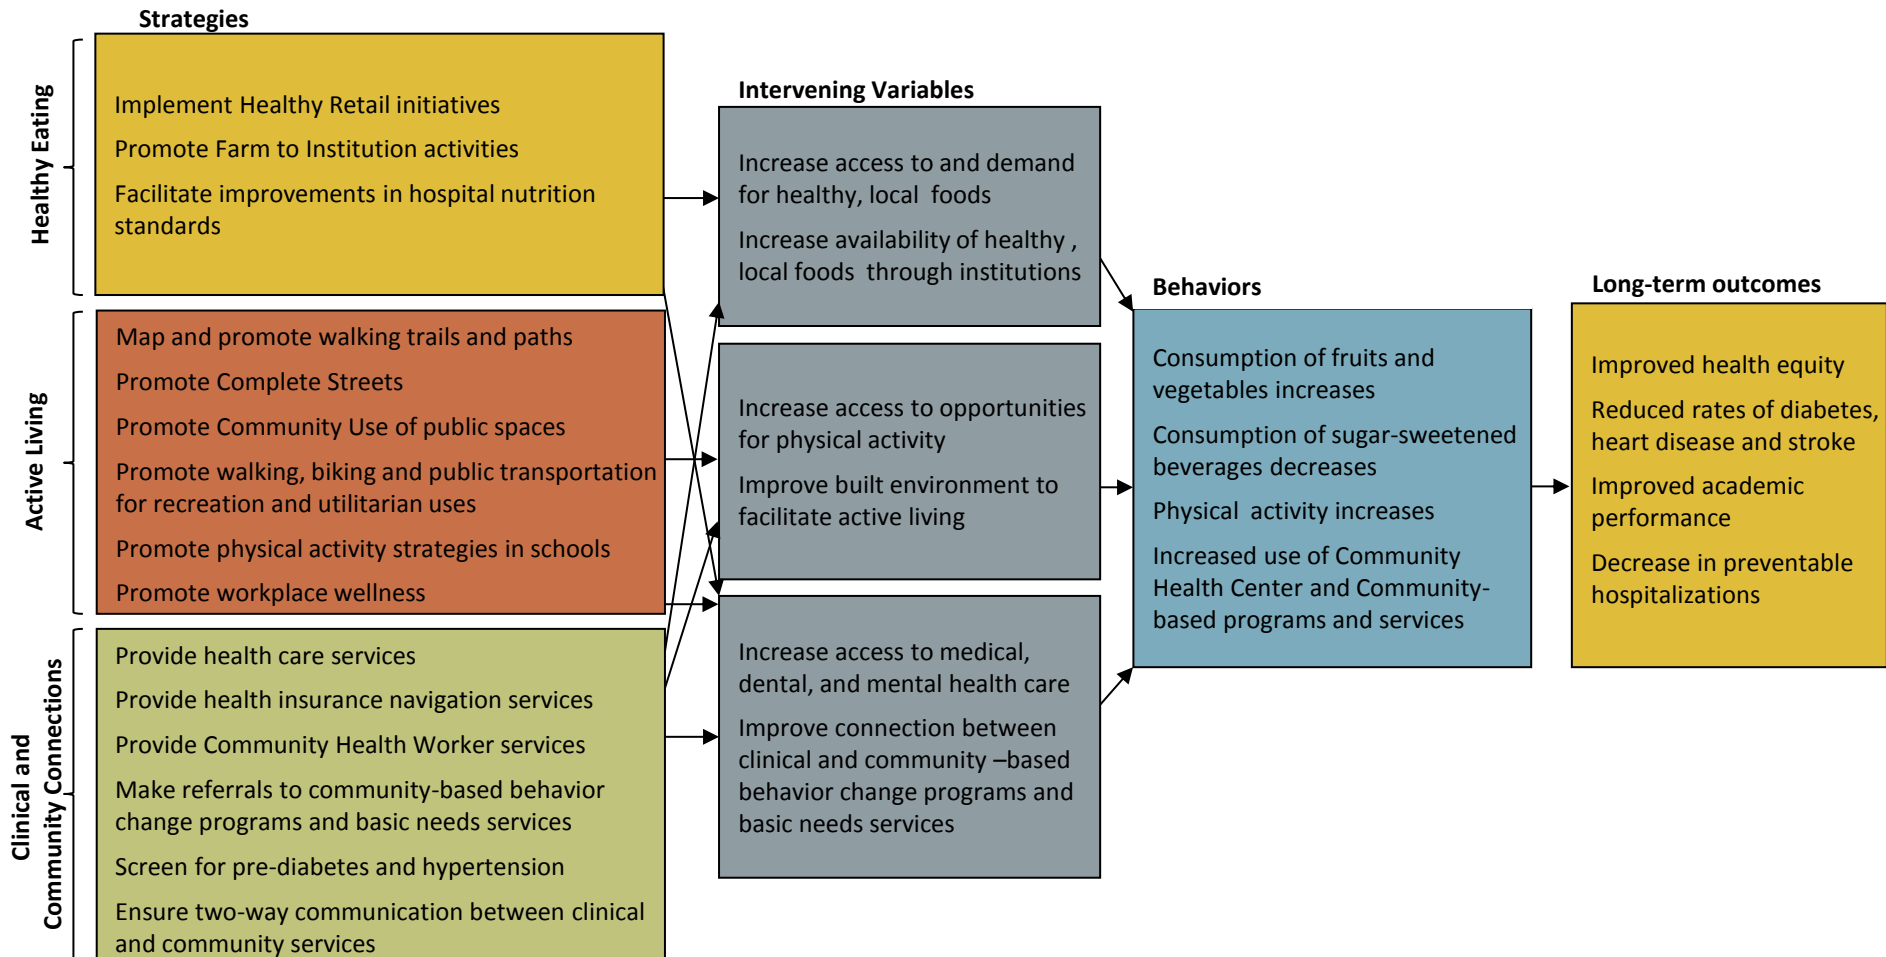 Strategies
Healthy Eating
Implement Healthy Retail initiatives
Promote Farm to Institution activities
Facilitate improvements in hospital nutrition
standards
Active Living
Map and promote walking trails and paths
Promote Complete Streets
Promote Community Use of public spaces
Promote walking, biking and public transportation
for recreation and utilitarian uses
Promote physical activity strategies in schools
Promote workplace wellness
Clinical and
Community Connections
Provide health care services
Provide health insurance navigation services
Provide Community Health Worker services
Make referrals to community-based behavior
change programs and basic needs services
Screen for pre-diabetes and hypertension
Ensure two-way communication between clinical
and community services
Intervening Variables
Increase access to and demand
for healthy, local  foods
Increase availability of healthy ,
local foods  through institutions
Increase access to opportunities
for physical activity
Improve built environment to
facilitate active living
Increase access to medical,
dental, and mental health care
Improve connection between
clinical and community –based
behavior change programs and
basic needs services
Behaviors
Consumption of fruits and
vegetables increases
Consumption of sugar-sweetened
beverages decreases
Physical  activity increases
Increased use of Community
Health Center and Community-
based programs and services
Long-term outcomes
Improved health equity
Reduced rates of diabetes,
heart disease and stroke
Improved academic
performance
Decrease in preventable
hospitalizations